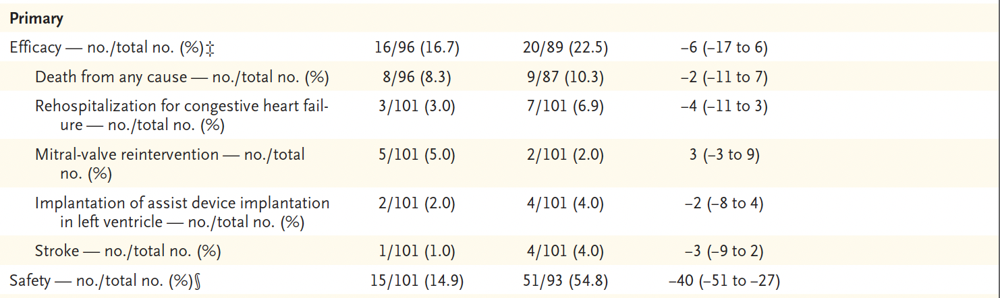 Primary
Efficacy — no./total no. (%)‡ 16/96 (16.7) 20/89 (22.5) –6 (–17 to 6)
Death from any cause — no./total no. (%) 8/96 (8.3) 9/87 (10.3) –2 (–11 to 7)
Rehospitalization for congestive heart fail- 3/101 (3.0) 7/101 (6.9) –4 (–11 to 3)
ure — no./total no. (%)
Mitral-valve reintervention — no./total 5/101 (5.0) 2/101 (2.0) 3 (–3 to 9)
no. (%)
Implantation of assist device implantation 2/101 (2.0) 4/101 (4.0) –2 (–8 to 4)
in left ventricle — no./total no. (%)
Stroke — no./total no. (%) 1/101 (1.0) 4/101 (4.0) –3 (–9 to 2)
Safety — no./total no. (%)§ 15/101 (14.9) 51/93 (54.8) –40 (–51 to –27)